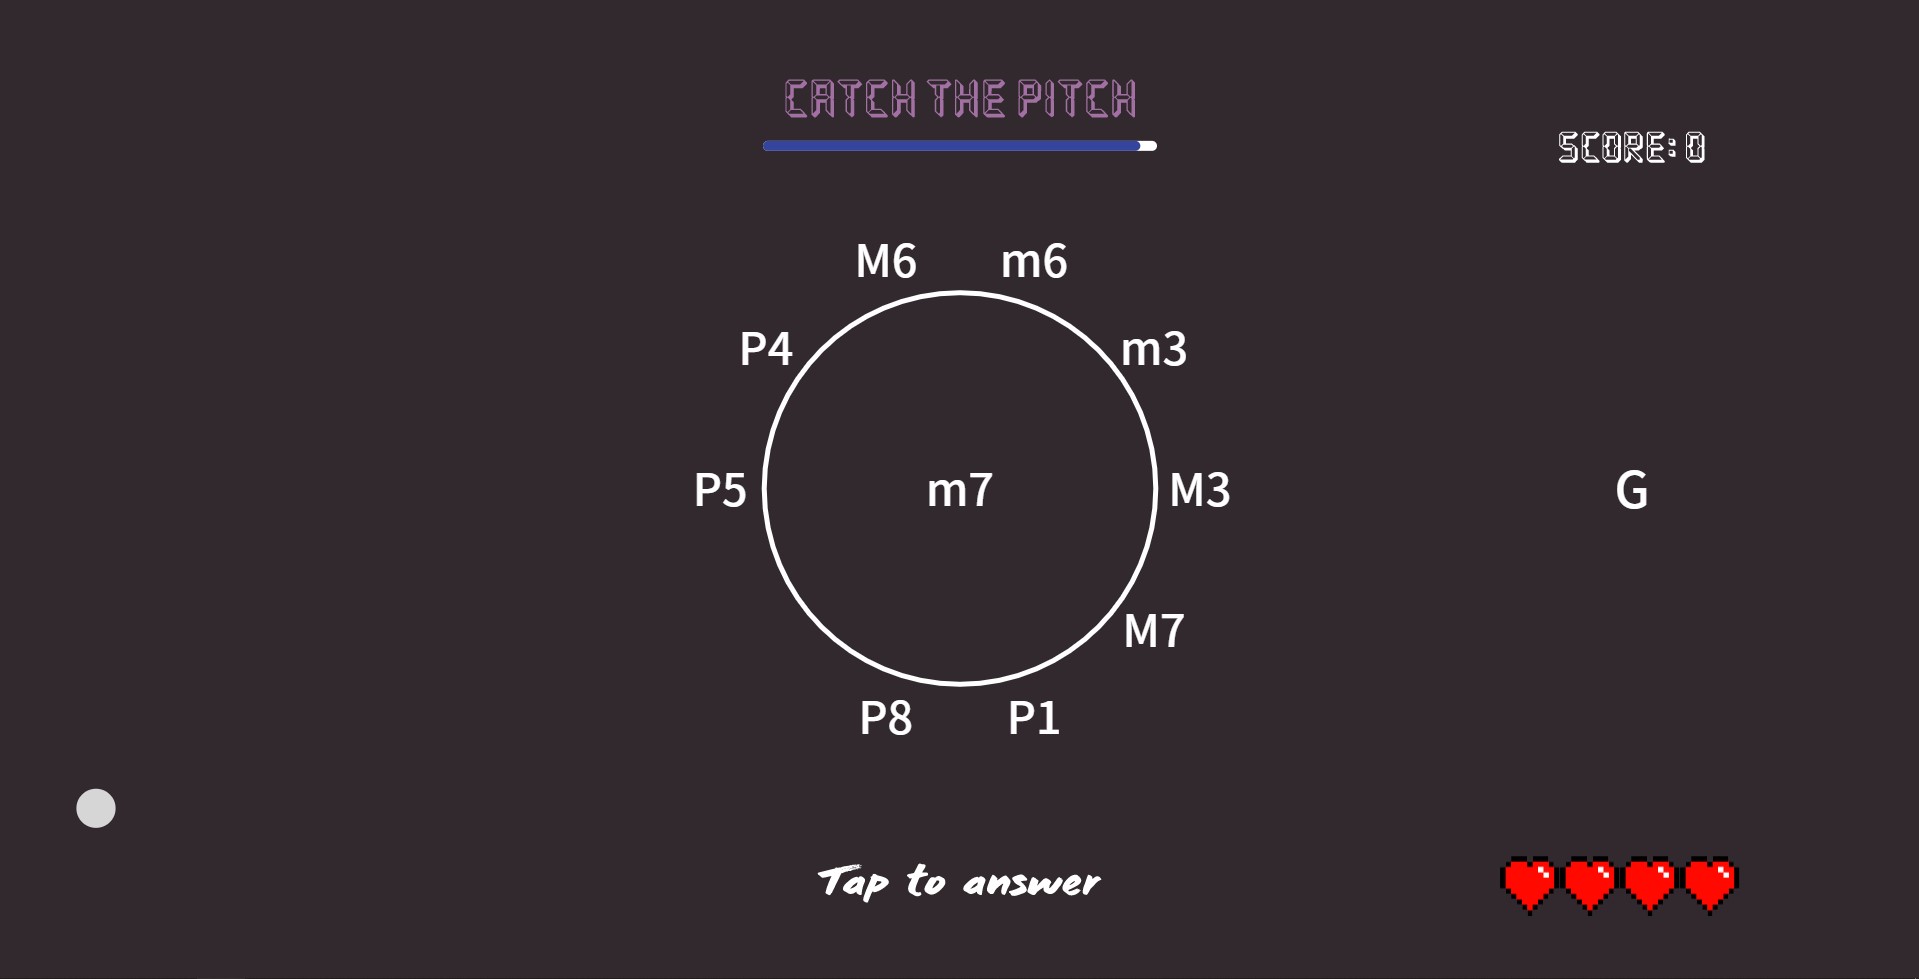 CATCH THE PITCH
SCORE: 0
M6 m6
P4 m3
P5 m7 M3 G
M7
P8 P1
Tap to answer